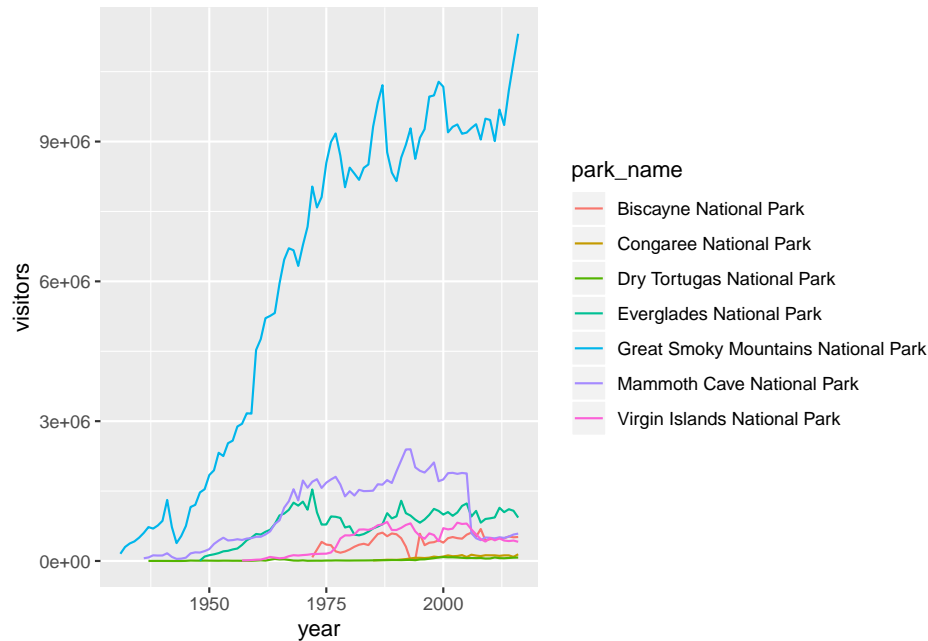 9e+06
6e+06
3e+06
0e+00
visitors
1950
1975
2000
year
park_name
Biscayne National Park
Congaree National Park
Dry Tortugas National Park
Everglades National Park
Great Smoky Mountains National Park
Mammoth Cave National Park
Virgin Islands National Park